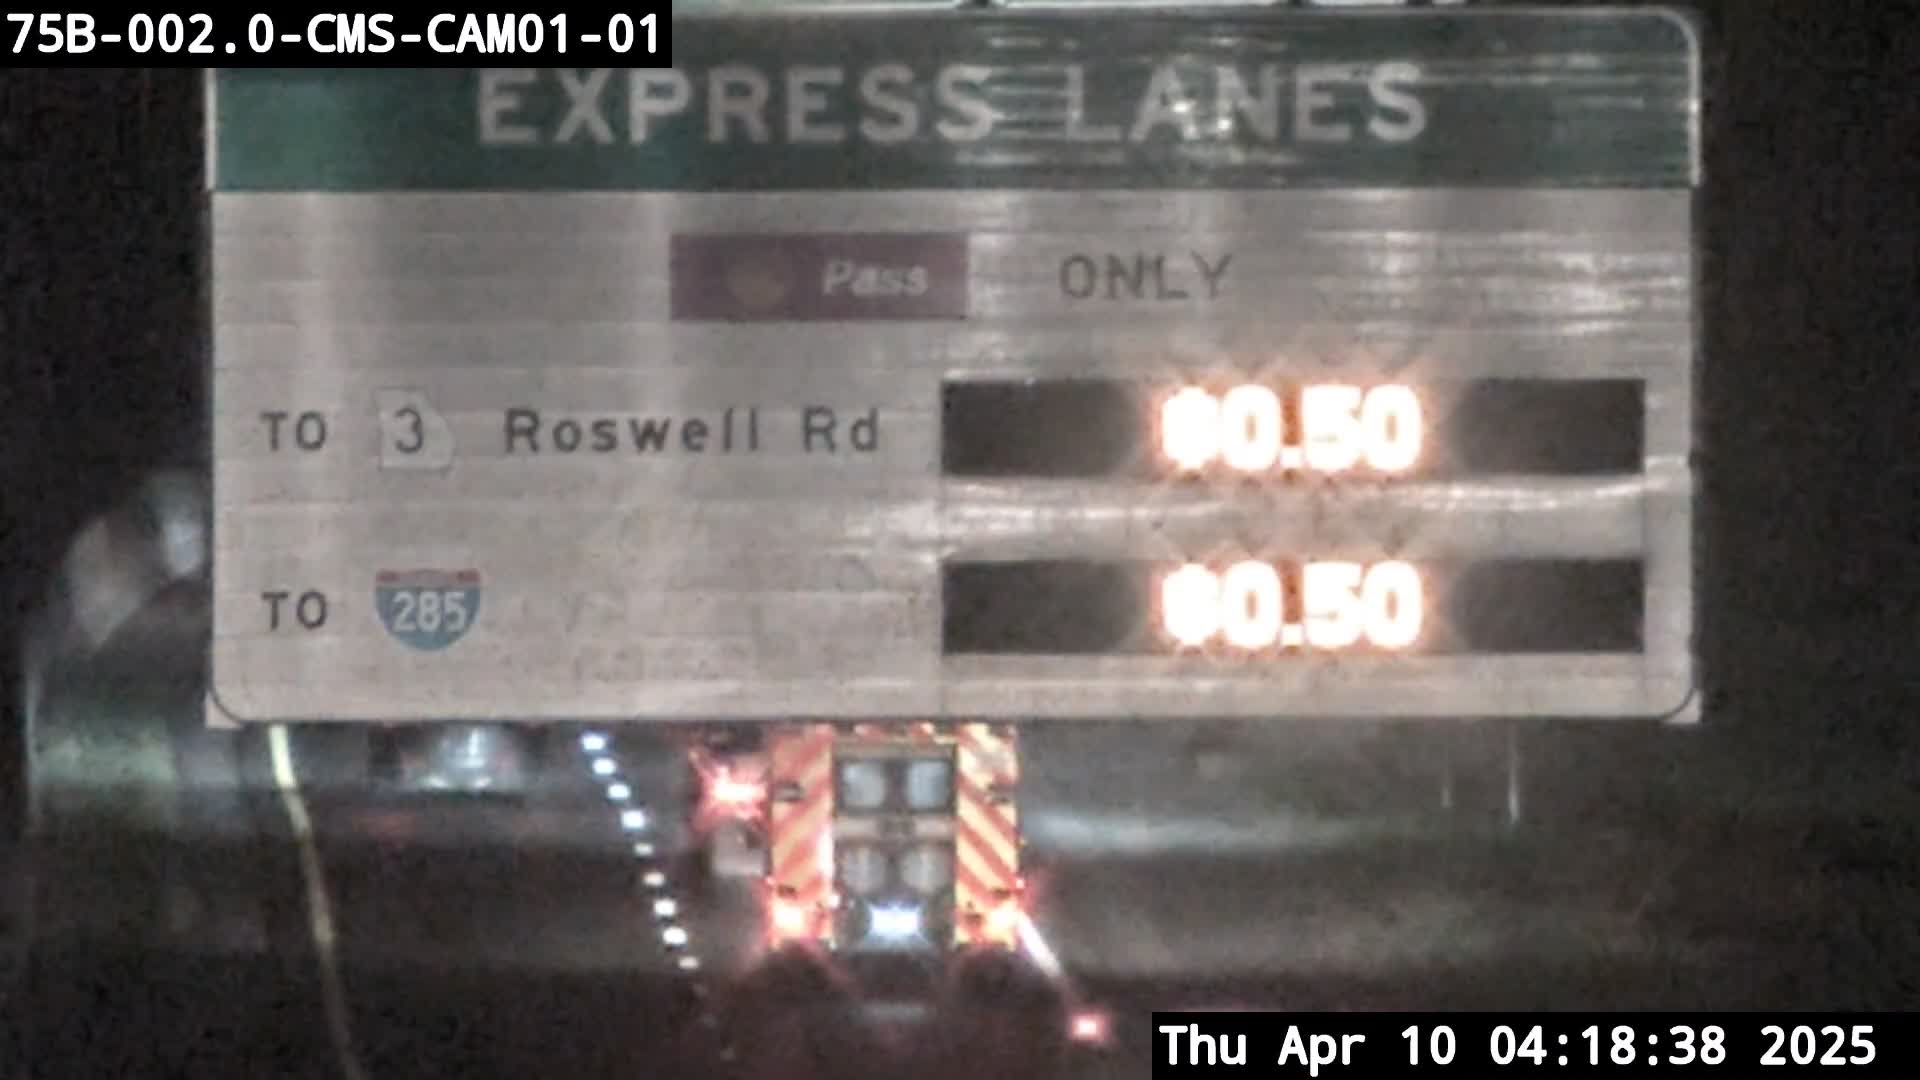 75B-002.0-CMS-CAM01-01
EXPRESS LANES
Pass ONLY
TO 3 Roswell Rd $0.50
TO 285 $0.50
Thu Apr 10 04:18:38 2025